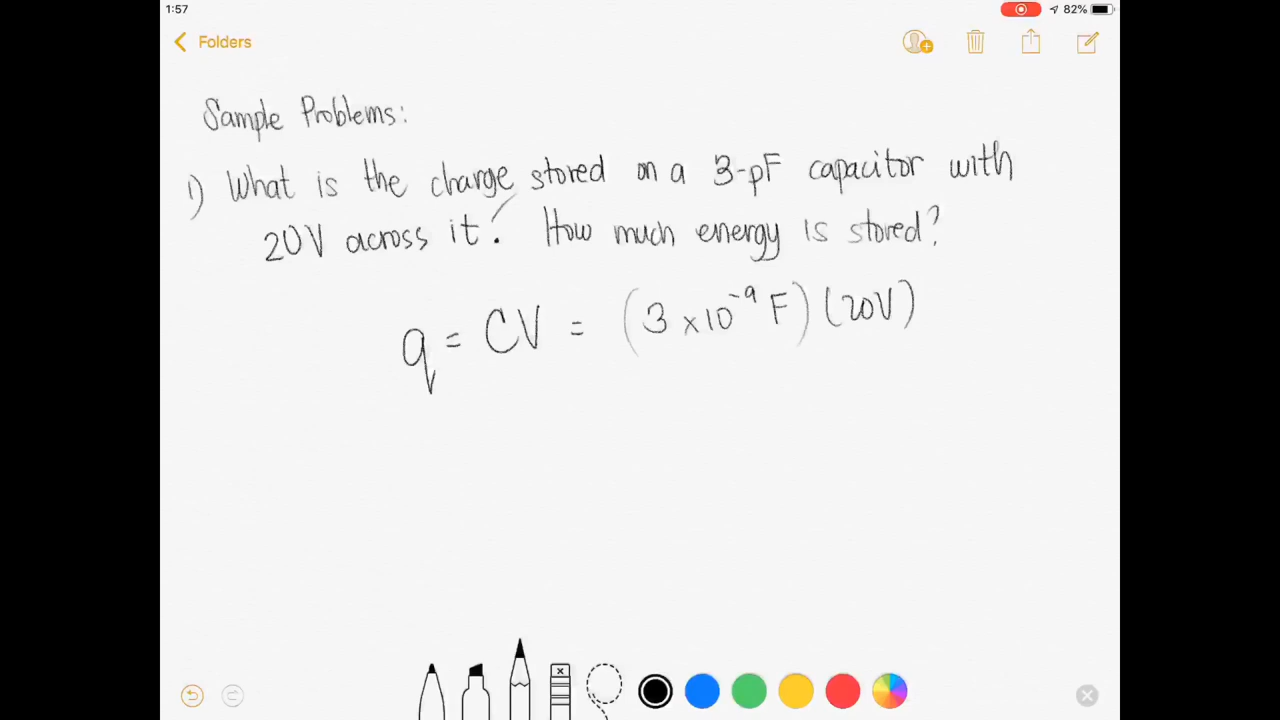 1:57
82%
Folders
Sample Problems:
1) What is the charge stored on a 3-pF capacitor with
20V across it? How much energy is stored?
q = CV = (3 x10⁻⁹ F) (20V)